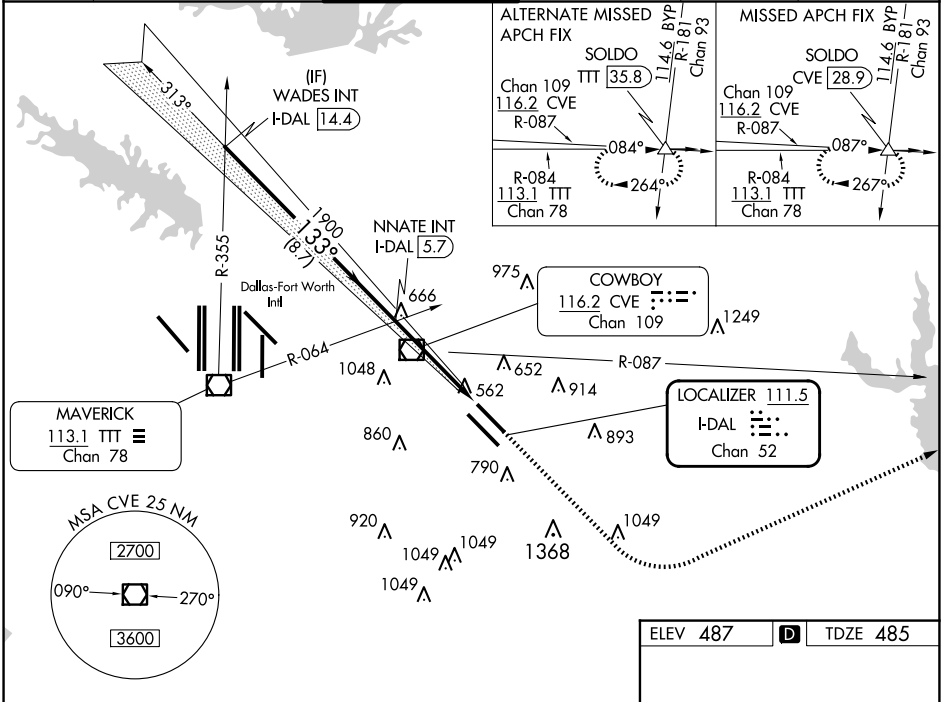 ALTERNATE MISSED
APCH FIX
SOLDO
TTT 35.8
114.6 BYP
R-181
Chan 93
Chan 109
116.2 CVE
R-087
084°
264°
R-084
113.1 TTT
Chan 78
MISSED APCH FIX
SOLDO
CVE 28.9
114.6 BYP
R-181
Chan 93
Chan 109
116.2 CVE
R-087
087°
267°
R-084
113.1 TTT
Chan 78
313°
(IF)
WADES INT
I-DAL 14.4
1900
133°
(8.7)
NNATE INT
I-DAL 5.7
R-355
Dallas-Fort Worth
Intl
666
975
COWBOY
116.2 CVE
Chan 109
1249
R-064
R-087
1048
652
562
914
MAVERICK
113.1 TTT
Chan 78
LOCALIZER 111.5
I-DAL
Chan 52
860
893
790
MSA CVE 25 NM
2700
090°
270°
3600
920
1049
1049
1049
1368
1049
ELEV 487
D
TDZE 485